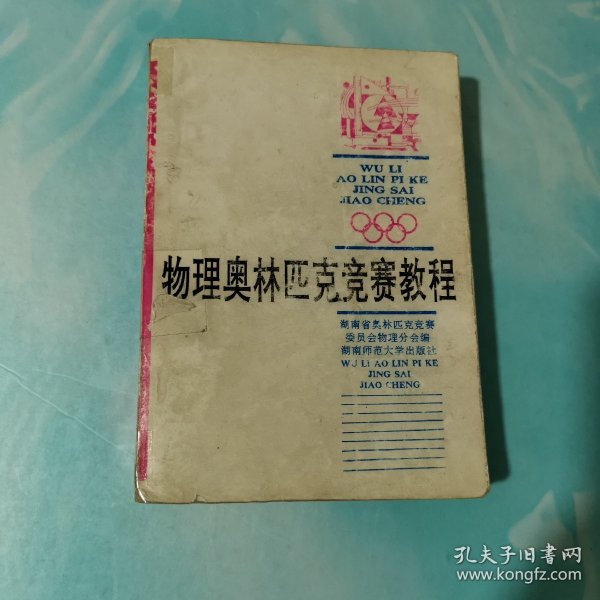 WU LI
AO LIN PI KE
JING SAI
JIAO CHENG
物理奥林匹克竞赛教程
湖南省奥林匹克竞赛
委员会物理分会编
湖南师范大学出版社
WU LI AO LIN PI KE
JING SAI
JIAO CHENG
孔夫子旧书网
www.kongfz.com